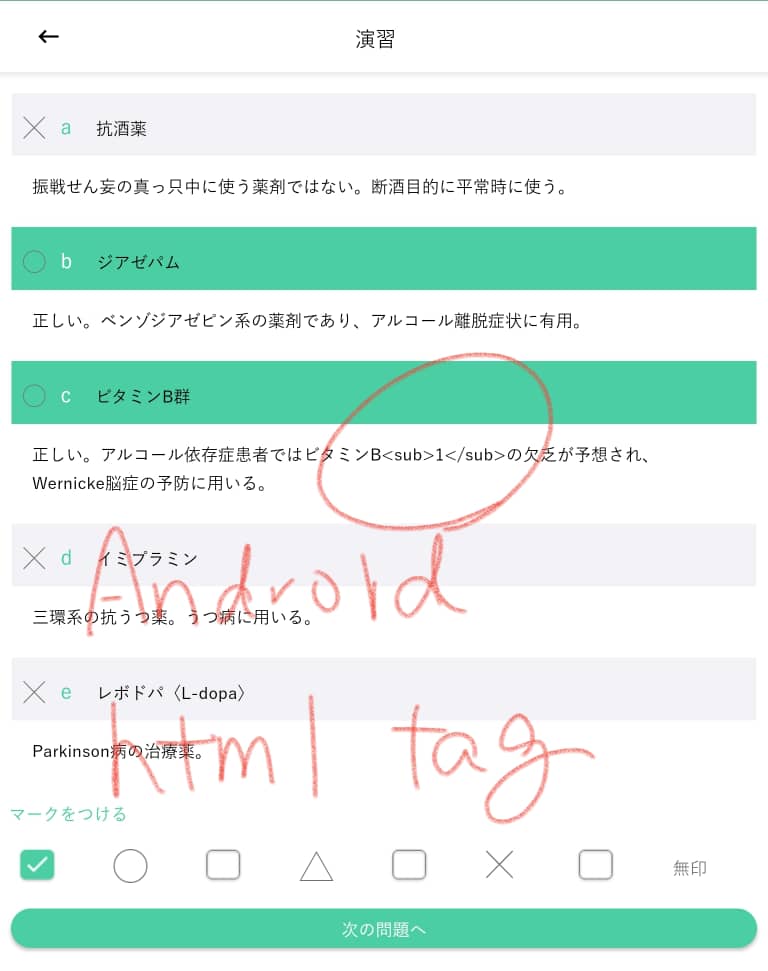 演習
a 抗酒薬
振戦せん妄の真っ只中に使う薬剤ではない。断酒目的に平常時に使う。
b ジアゼパム
正しい。ベンゾジアゼピン系の薬剤であり、アルコール離脱症状に有用。
c ビタミンB群
正しい。アルコール依存症患者ではビタミンB<sub>1</sub>の欠乏が予想され、
Wernicke脳症の予防に用いる。
d イミプラミン
Android
三環系の抗うつ薬。うつ病に用いる。
e レボドパ〈L-dopa〉
html tag
Parkinson病の治療薬。
マークをつける
無印
次の問題へ